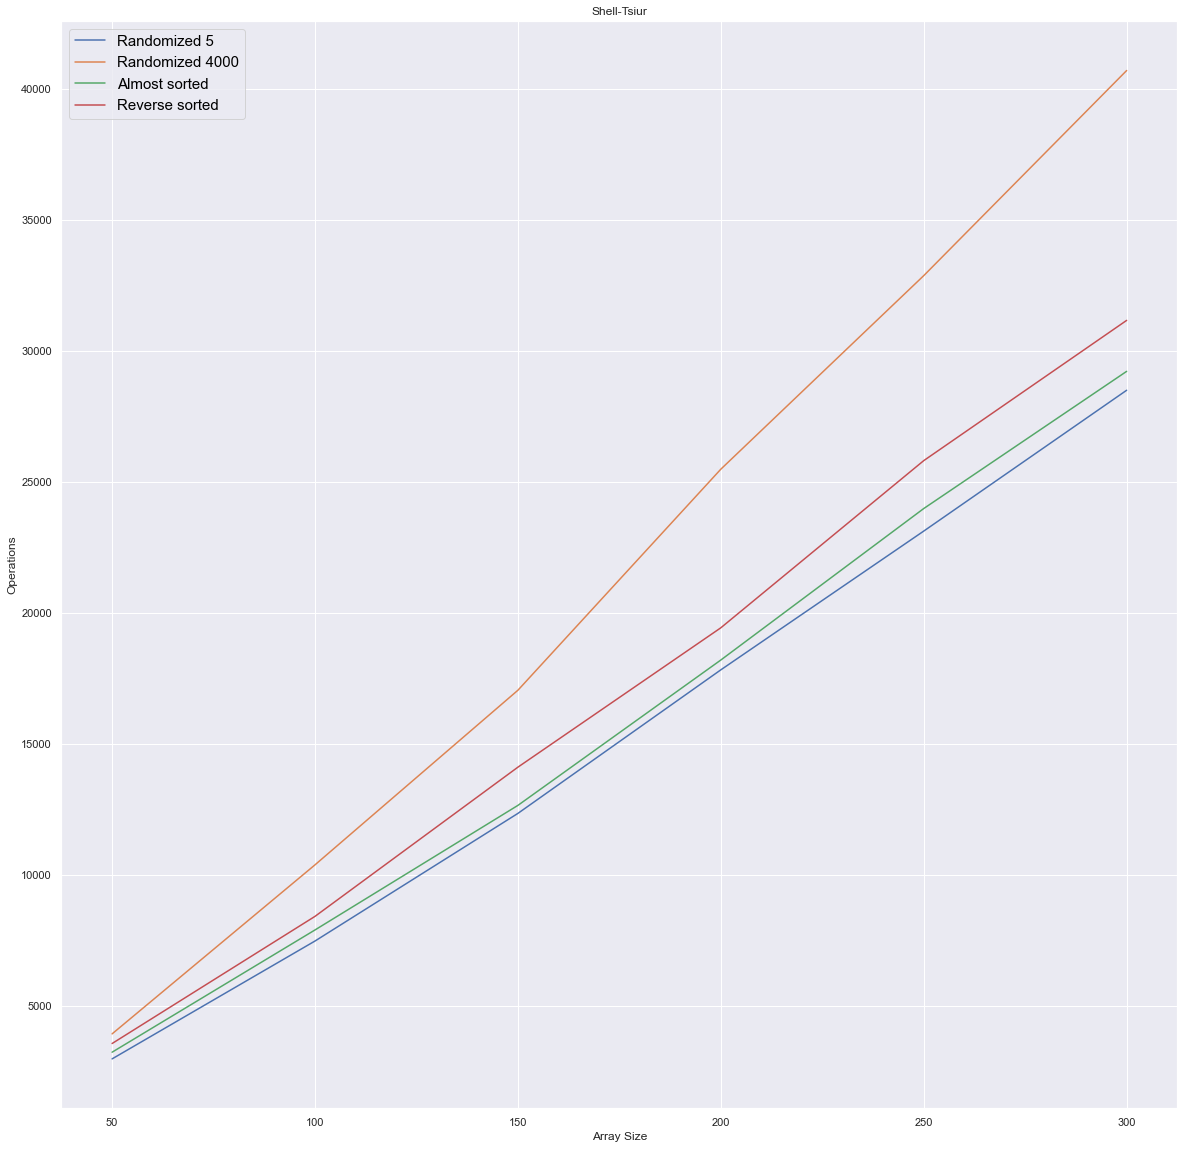 Shell-Tsiur
Randomized 5
Randomized 4000
Almost sorted
Reverse sorted
40000
35000
30000
25000
20000
15000
10000
5000
Operations
50 100 150 200 250 300
Array Size